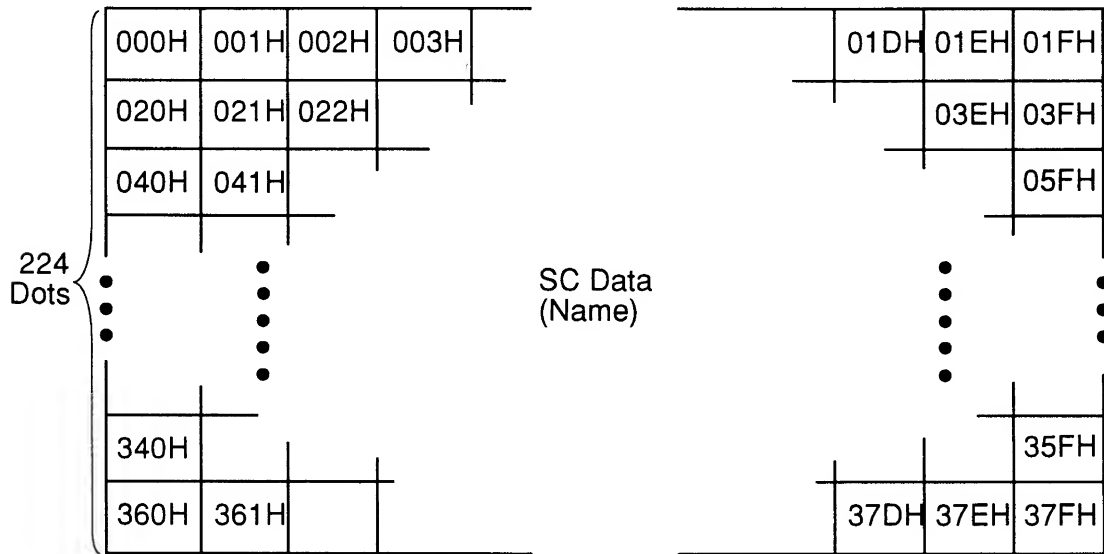 000H 001H 002H 003H 01DH 01EH 01FH
020H 021H 022H 03EH 03FH
040H 041H 05FH
224
Dots
SC Data
(Name)
340H 35FH
360H 361H 37DH 37EH 37FH